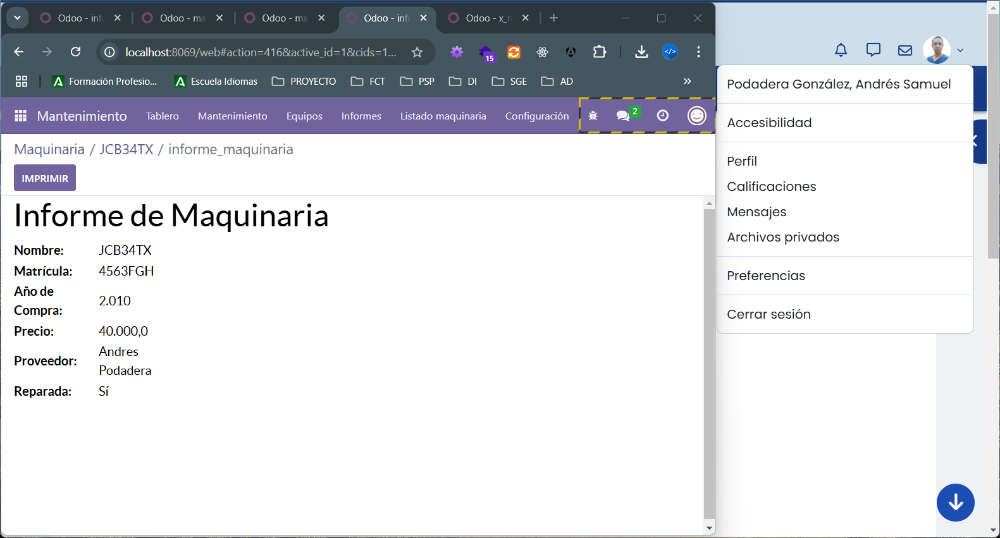 Odoo - info
Odoo - ma
Odoo - ma
Odoo - info
Odoo - x_m
localhost:8069/web#action=416&active_id=1&cids=1...
15
Formación Profesio...
Escuela Idiomas
PROYECTO
FCT
PSP
DI
SGE
AD
Mantenimiento
Tablero
Mantenimiento
Equipos
Informes
Listado maquinaria
Configuración
2
Maquinaria / JCB34TX / informe_maquinaria
IMPRIMIR
Informe de Maquinaria
Nombre: JCB34TX
Matrícula: 4563FGH
Año de
Compra: 2.010
Precio: 40.000,0
Proveedor: Andres
Podadera
Reparada: Sí
Podadera González, Andrés Samuel
Accesibilidad
Perfil
Calificaciones
Mensajes
Archivos privados
Preferencias
Cerrar sesión